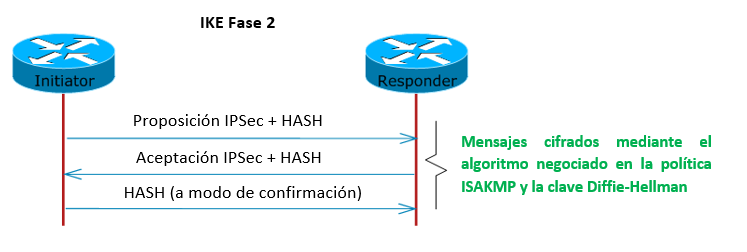 IKE Fase 2
Initiator
Responder
Proposición IPSec + HASH
Aceptación IPSec + HASH
HASH (a modo de confirmación)
Mensajes cifrados mediante el
algoritmo negociado en la política
ISAKMP y la clave Diffie-Hellman